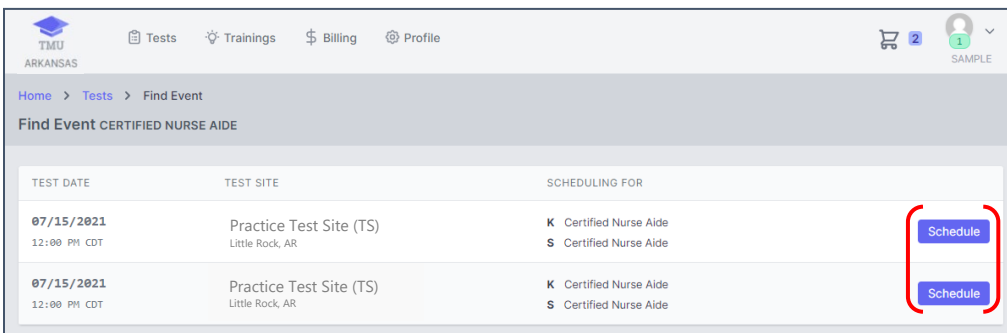 TMU
ARKANSAS
Tests Trainings $ Billing Profile
2
1
SAMPLE
Home > Tests > Find Event
Find Event CERTIFIED NURSE AIDE
TEST DATE TEST SITE SCHEDULING FOR
07/15/2021 Practice Test Site (TS) K Certified Nurse Aide
12:00 PM CDT Little Rock, AR S Certified Nurse Aide
Schedule
07/15/2021 Practice Test Site (TS) K Certified Nurse Aide
12:00 PM CDT Little Rock, AR S Certified Nurse Aide
Schedule